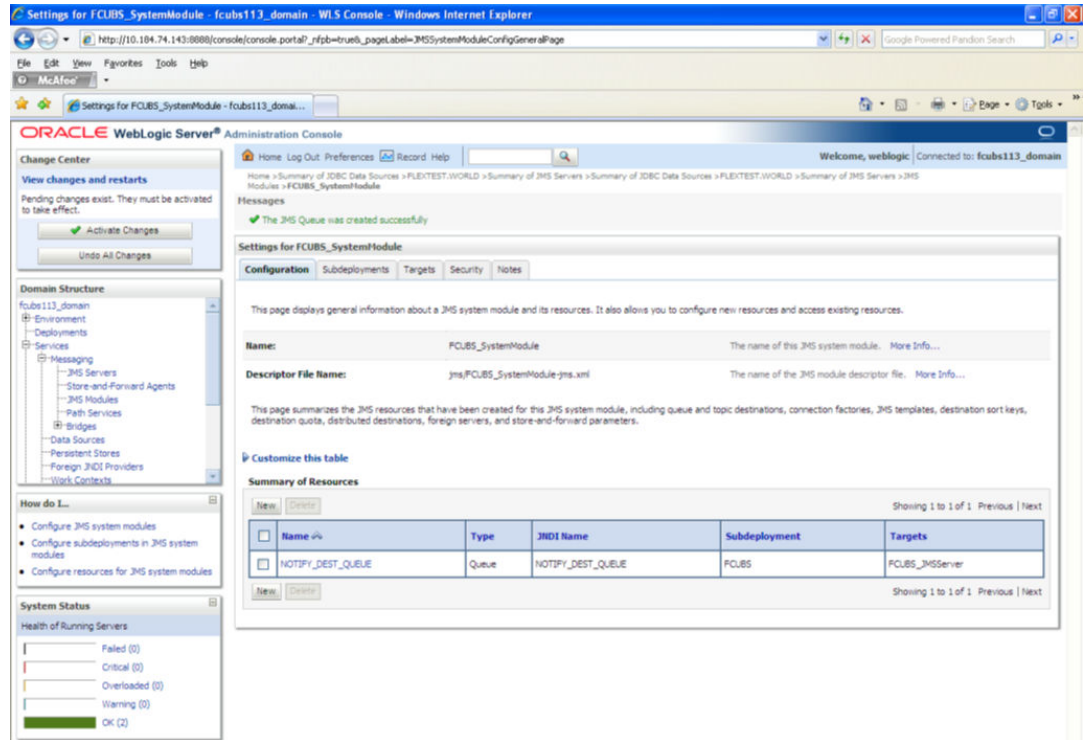 Settings for FCUBS_SystemModule - fcubs113_domain - WLS Console - Windows Internet Explorer
http://10.184.74.143:8888/console/console.portal?_nfpb=true&_pageLabel=JMSSystemModuleConfigGeneralPage
Google Powered Pandion Search
File Edit View Favorites Tools Help
McAfee
Settings for FCUBS_SystemModule - fcubs113_domai...
Page Tools
ORACLE WebLogic Server® Administration Console
Change Center
View changes and restarts
Pending changes exist. They must be activated
to take effect.
Activate Changes
Undo All Changes
Domain Structure
fcubs113_domain
Environment
Deployments
Services
Messaging
JMS Servers
Store-and-Forward Agents
JMS Modules
Path Services
Bridges
Data Sources
Persistent Stores
Foreign JNDI Providers
Work Contexts
How do I...
Configure JMS system modules
Configure subdeployments in JMS system
modules
Configure resources for JMS system modules
System Status
Health of Running Servers
Failed (0)
Critical (0)
Overloaded (0)
Warning (0)
OK (2)
Home Log Out Preferences Record Help
Welcome, weblogic Connected to: fcubs113_domain
Home >Summary of JDBC Data Sources >FLEXTEST.WORLD >Summary of JMS Servers >Summary of JDBC Data Sources >FLEXTEST.WORLD >Summary of JMS Servers >JMS
Modules >FCUBS_SystemModule
Messages
The JMS Queue was created successfully
Settings for FCUBS_SystemModule
Configuration Subdeployments Targets Security Notes
This page displays general information about a JMS system module and its resources. It also allows you to configure new resources and access existing resources.
Name: FCUBS_SystemModule The name of this JMS system module. More Info...
Descriptor File Name: jms/FCUBS_SystemModule-jms.xml The name of the JMS module descriptor file. More Info...
This page summarizes the JMS resources that have been created for this JMS system module, including queue and topic destinations, connection factories, JMS templates, destination sort keys,
destination quota, distributed destinations, foreign servers, and store-and-forward parameters.
Customize this table
Summary of Resources
New Delete Showing 1 to 1 of 1 Previous | Next
Name Type JNDI Name Subdeployment Targets
NOTIFY_DEST_QUEUE Queue NOTIFY_DEST_QUEUE FCUBS FCUBS_JMSServer
New Delete Showing 1 to 1 of 1 Previous | Next